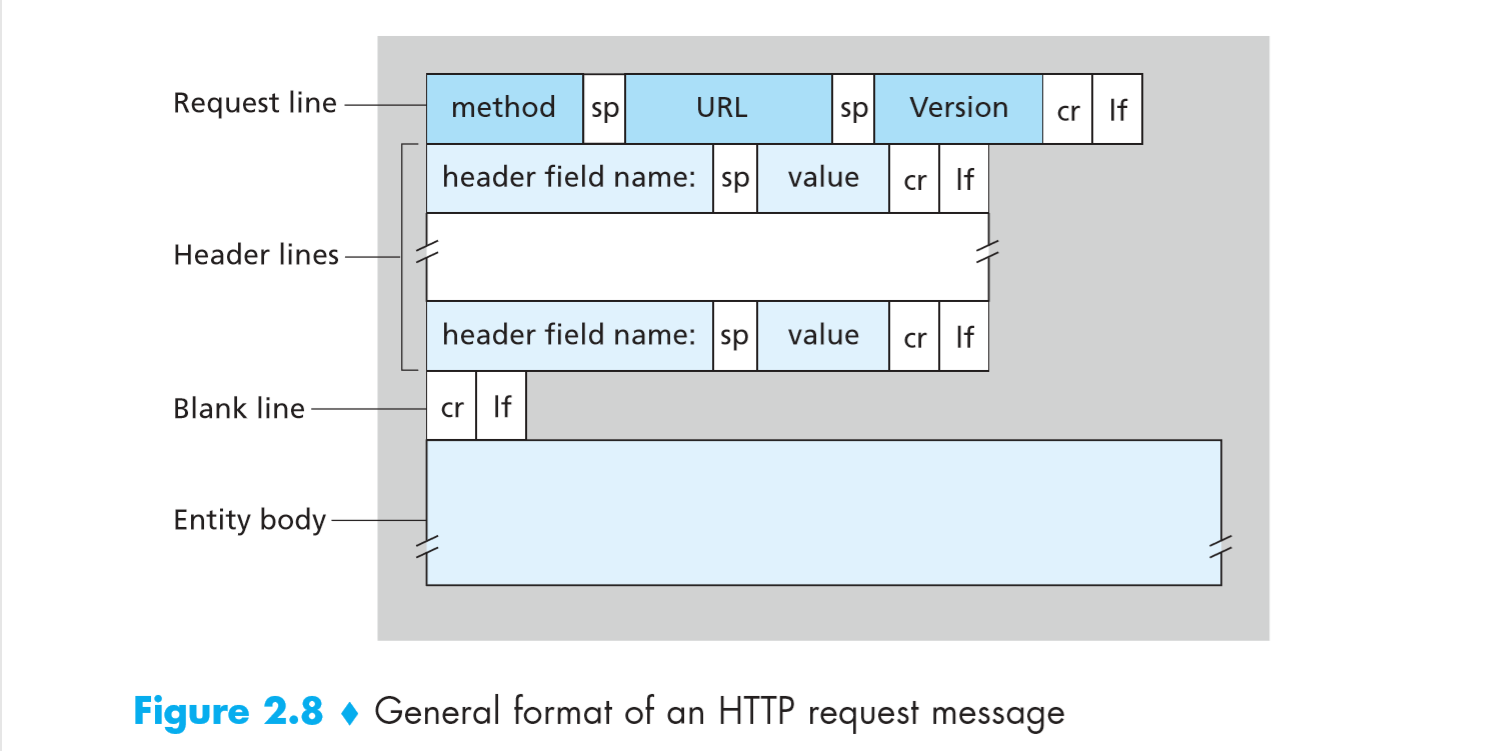 Request line method sp URL sp Version cr lf
header field name: sp value cr lf
Header lines
header field name: sp value cr lf
Blank line cr lf
Entity body
Figure 2.8 ♦ General format of an HTTP request message